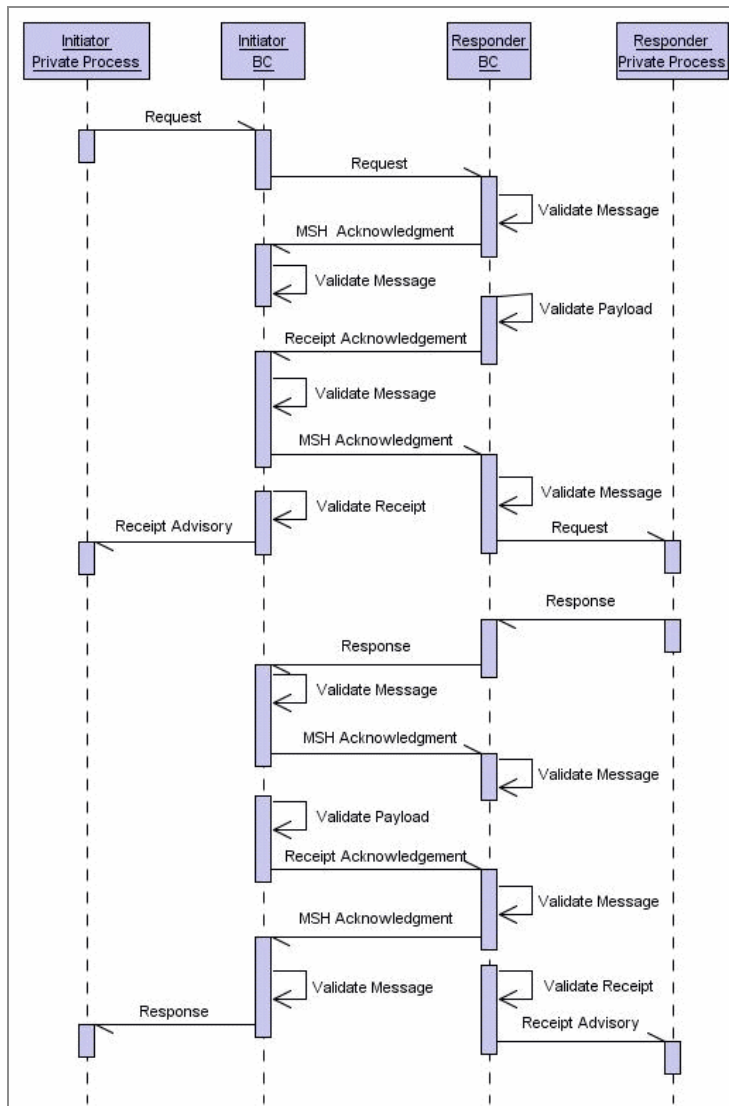 Initiator
Private Process
Initiator
BC
Responder
BC
Responder
Private Process
Request
Request
Validate Message
MSH Acknowledgment
Validate Message
Validate Payload
Receipt Acknowledgement
Validate Message
MSH Acknowledgment
Validate Message
Validate Receipt
Receipt Advisory
Request
Response
Response
Validate Message
MSH Acknowledgment
Validate Message
Validate Payload
Receipt Acknowledgement
Validate Message
MSH Acknowledgment
Validate Message
Validate Receipt
Response
Receipt Advisory